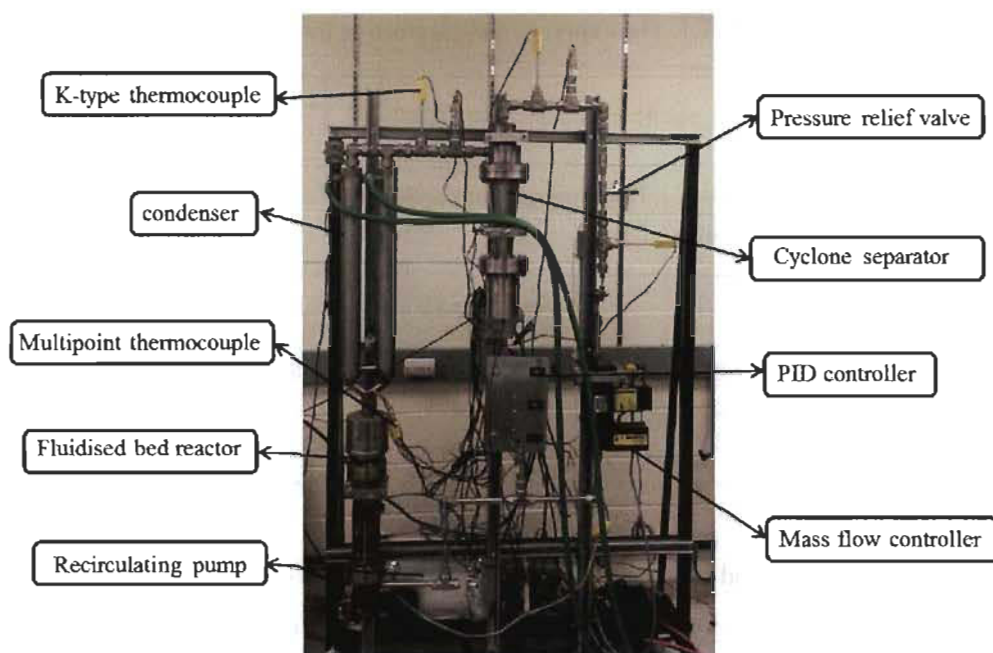 K-type thermocouple
Pressure relief valve
condenser
Cyclone separator
Multipoint thermocouple
PID controller
Fluidised bed reactor
Mass flow controller
Recirculating pump